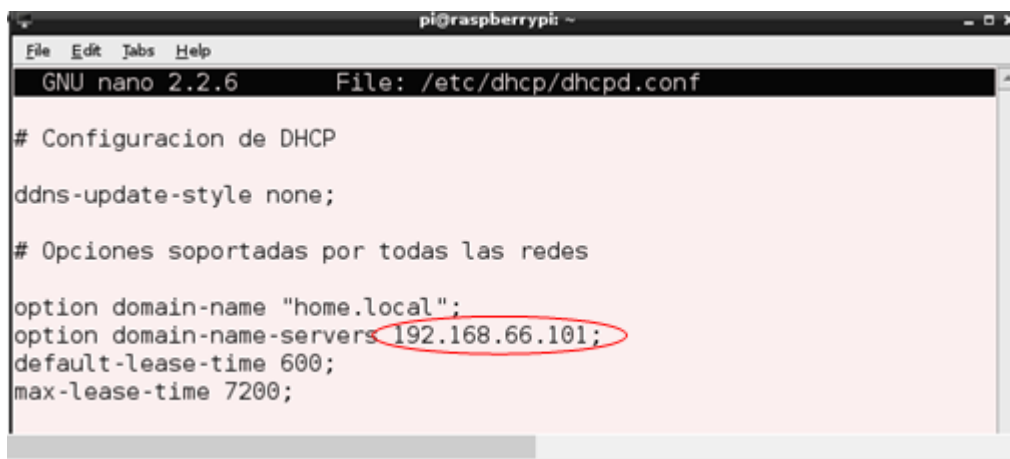 pi@raspberrypi: ~
File Edit Tabs Help
GNU nano 2.2.6 File: /etc/dhcp/dhcpd.conf
# Configuracion de DHCP
ddns-update-style none;
# Opciones soportadas por todas las redes
option domain-name "home.local";
option domain-name-servers 192.168.66.101;
default-lease-time 600;
max-lease-time 7200;